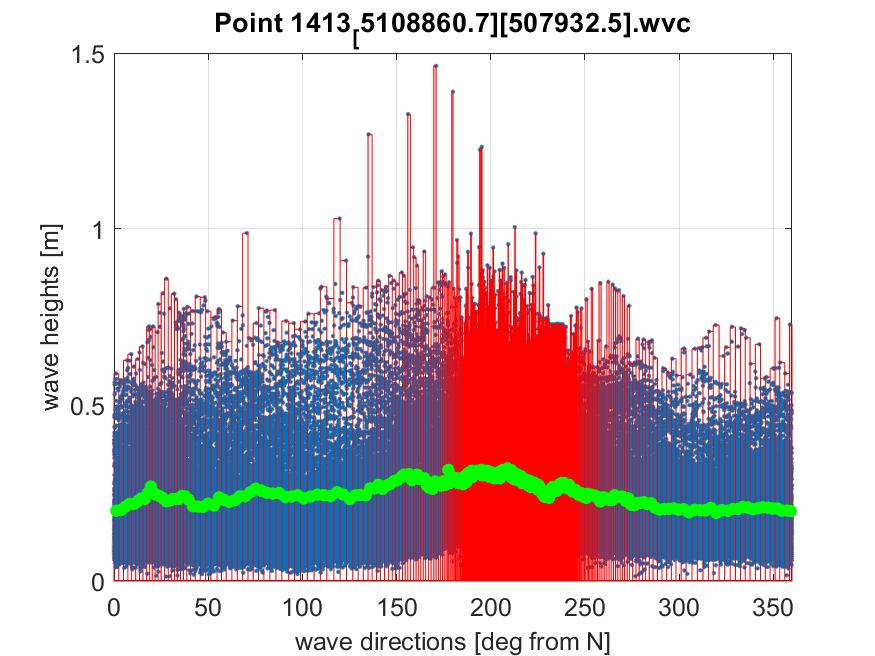 Point 1413[5108860.7][507932.5].wvc
1.5
1
0.5
0
wave heights [m]
0 50 100 150 200 250 300 350
wave directions [deg from N]